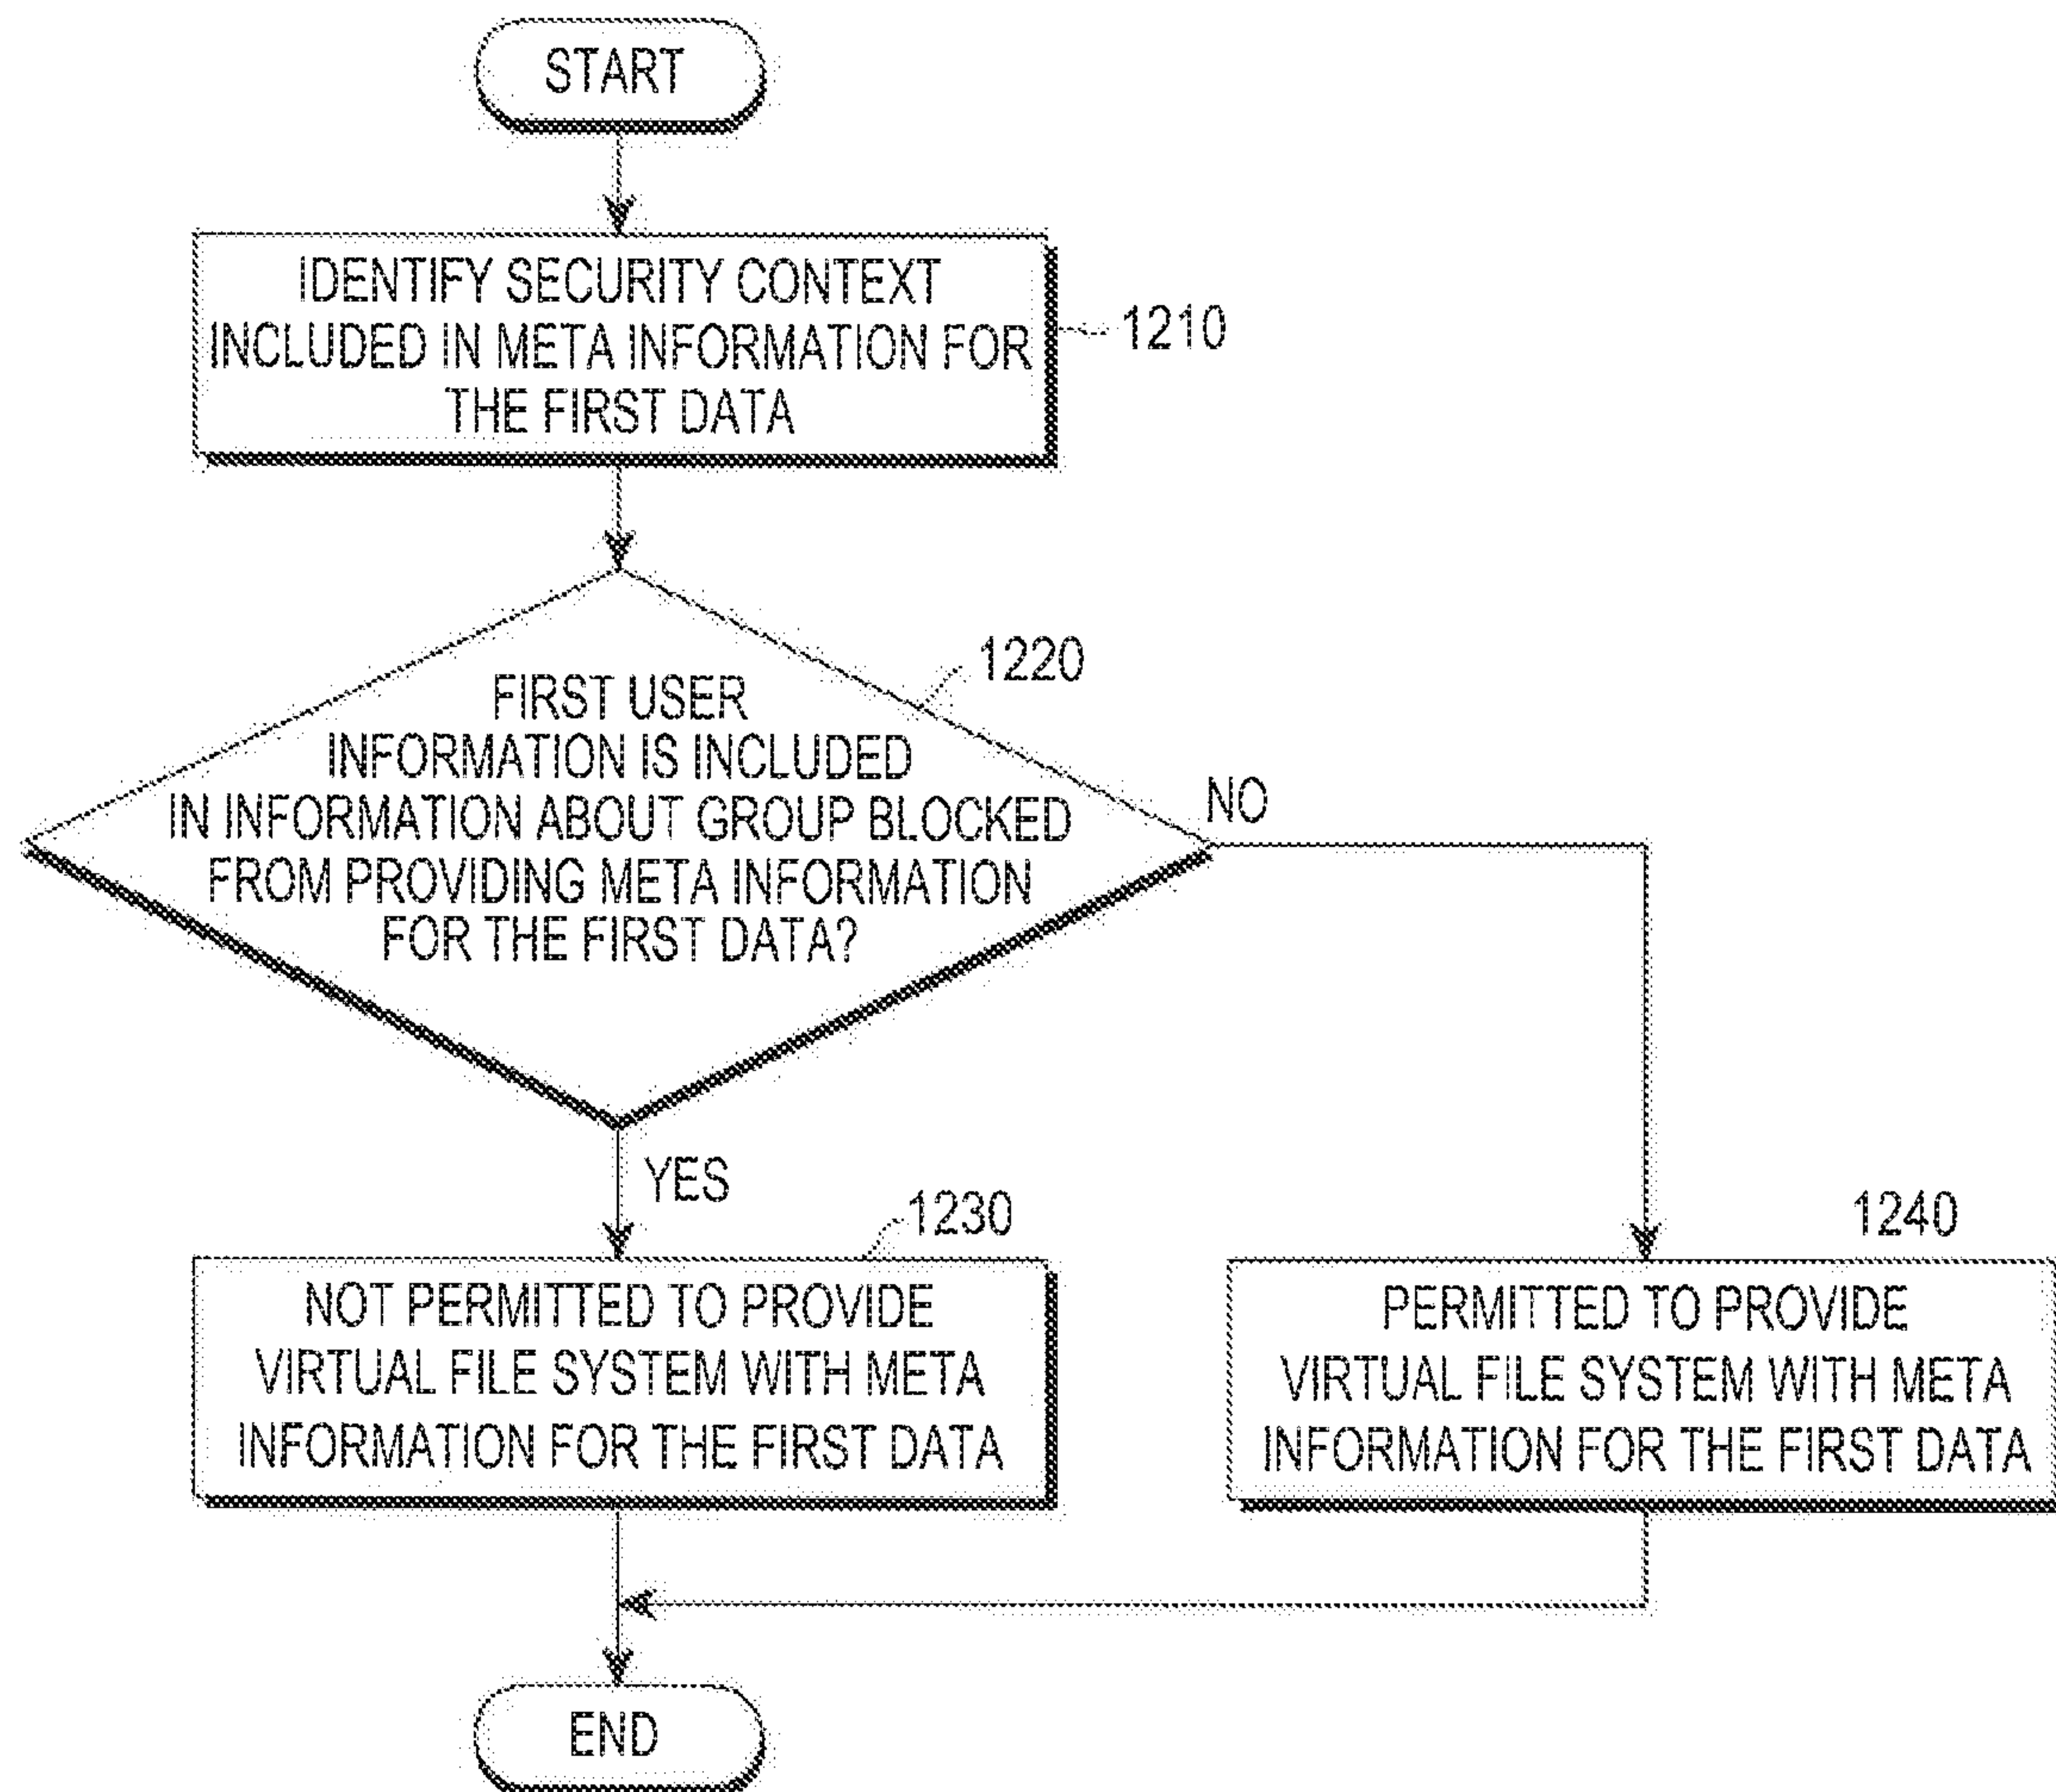 START
IDENTIFY SECURITY CONTEXT
INCLUDED IN META INFORMATION FOR
THE FIRST DATA
1210
1220
FIRST USER
INFORMATION IS INCLUDED
IN INFORMATION ABOUT GROUP BLOCKED
FROM PROVIDING META INFORMATION
FOR THE FIRST DATA?
NO
YES
1230
NOT PERMITTED TO PROVIDE
VIRTUAL FILE SYSTEM WITH META
INFORMATION FOR THE FIRST DATA
1240
PERMITTED TO PROVIDE
VIRTUAL FILE SYSTEM WITH META
INFORMATION FOR THE FIRST DATA
END